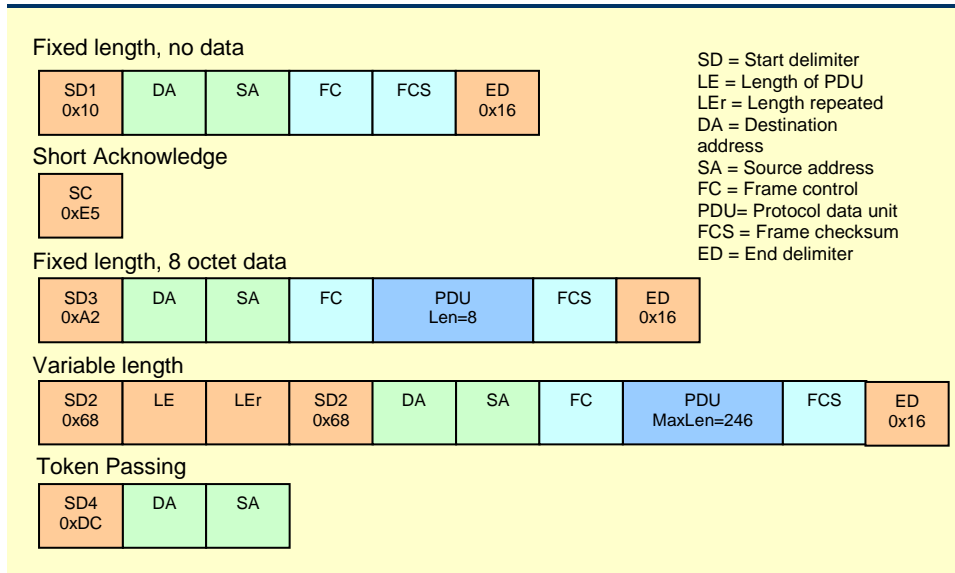 Fixed length, no data
SD1 DA SA FC FCS ED
0x10 0x16
Short Acknowledge
SC
0xE5
Fixed length, 8 octet data
SD3 DA SA FC PDU FCS ED
0xA2 Len=8 0x16
Variable length
SD2 LE LEr SD2 DA SA FC PDU FCS ED
0x68 0x68 MaxLen=246 0x16
Token Passing
SD4 DA SA
0xDC
SD = Start delimiter
LE = Length of PDU
LEr = Length repeated
DA = Destination
address
SA = Source address
FC = Frame control
PDU= Protocol data unit
FCS = Frame checksum
ED = End delimiter